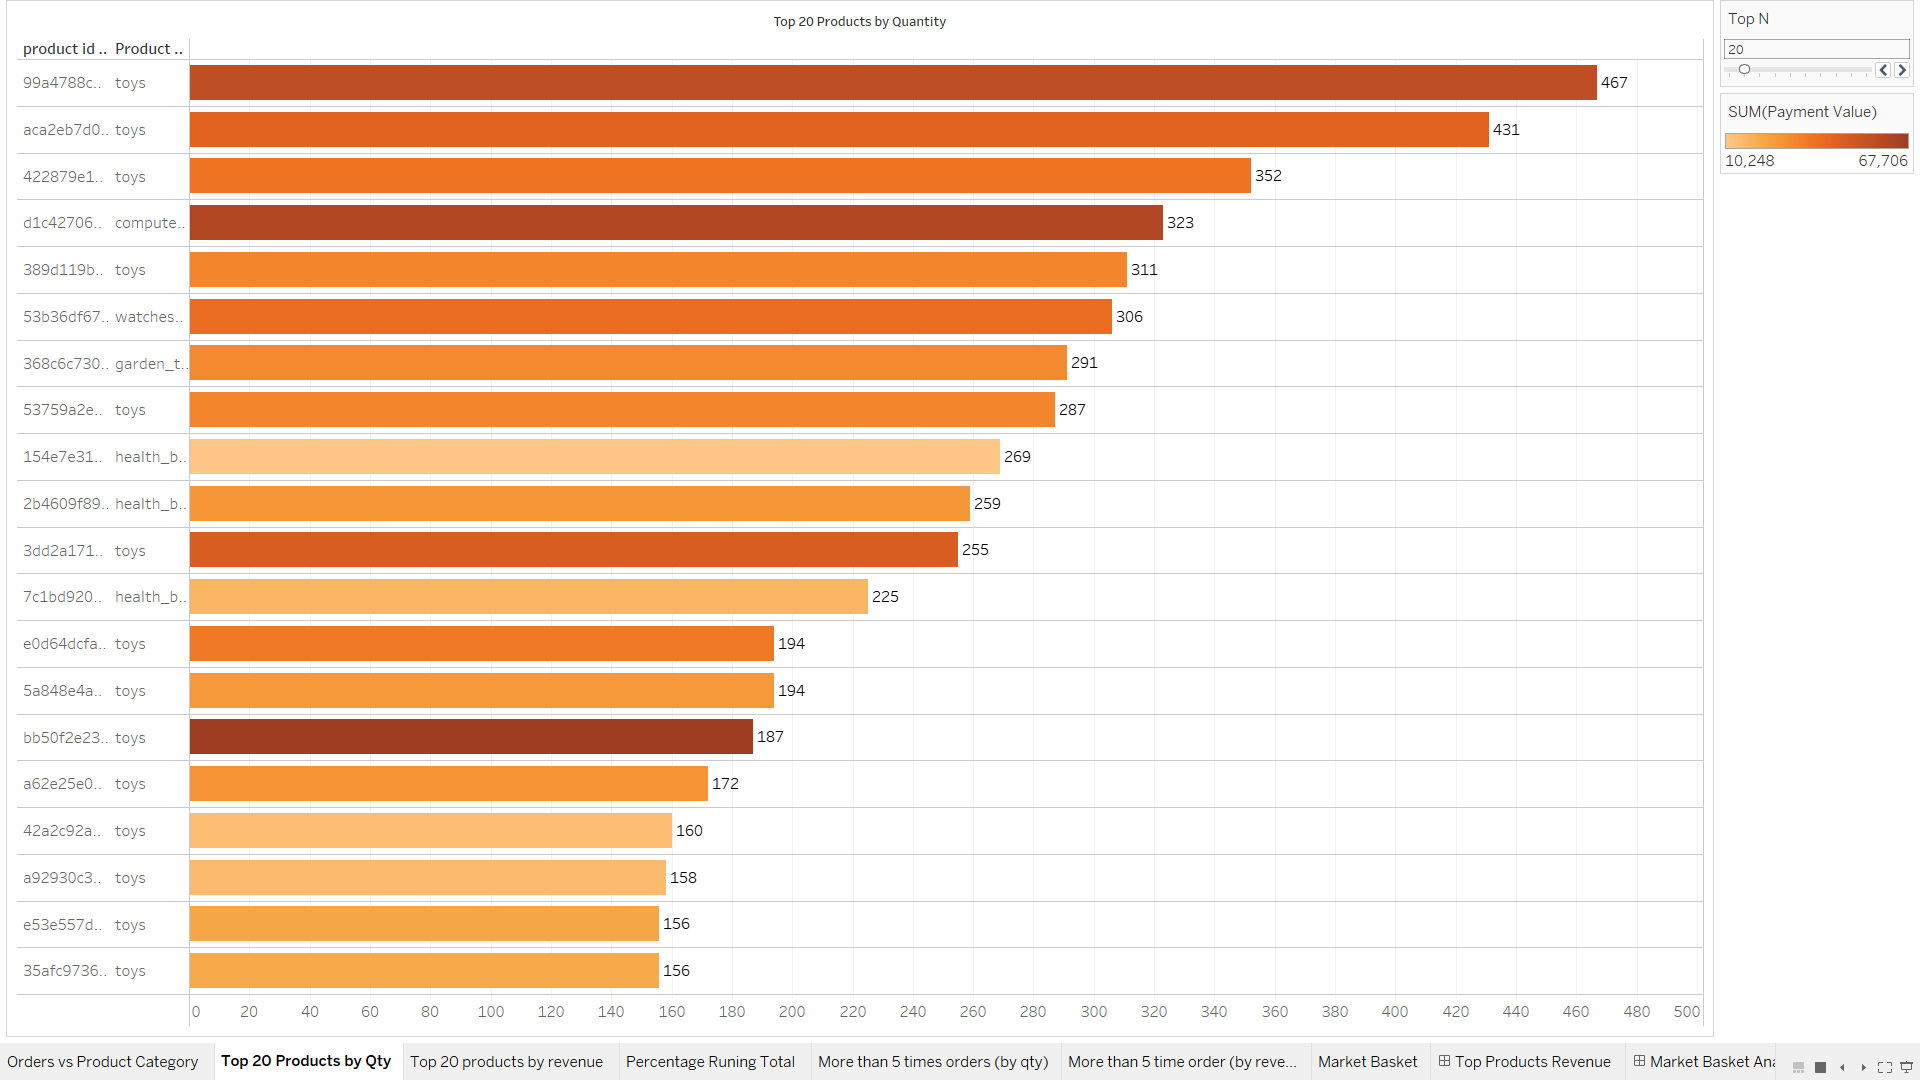 Top 20 Products by Quantity
product id .. Product ..
99a4788c.. toys 467
aca2eb7d0.. toys 431
422879e1.. toys 352
d1c42706.. compute.. 323
389d119b.. toys 311
53b36df67.. watches.. 306
368c6c730.. garden_t.. 291
53759a2e.. toys 287
154e7e31.. health_b.. 269
2b4609f89.. health_b.. 259
3dd2a171.. toys 255
7c1bd920.. health_b.. 225
e0d64dcfa.. toys 194
5a848e4a.. toys 194
bb50f2e23.. toys 187
a62e25e0.. toys 172
42a2c92a.. toys 160
a92930c3.. toys 158
e53e557d.. toys 156
35afc9736.. toys 156
0 20 40 60 80 100 120 140 160 180 200 220 240 260 280 300 320 340 360 380 400 420 440 460 480 500
Top N
20
SUM(Payment Value)
10,248 67,706
Orders vs Product Category Top 20 Products by Qty Top 20 products by revenue Percentage Runing Total More than 5 times orders (by qty) More than 5 time order (by reve... Market Basket Top Products Revenue Market Basket Ana